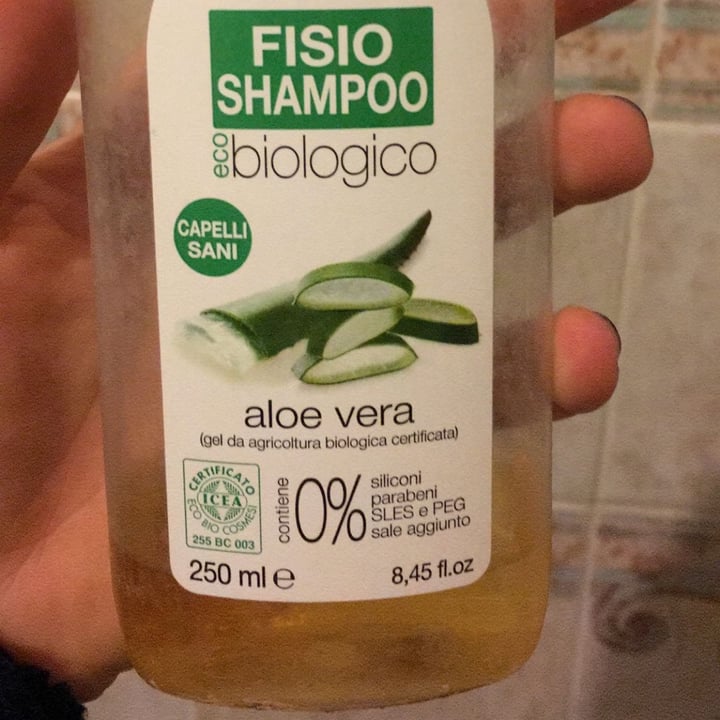 FISIO
SHAMPOO
eco biologico
CAPELLI
SANI
aloe vera
(gel da agricoltura biologica certificata)
CERTIFICATO
ICEA
ECO BIO COSMESI
255 BC 003
contiene
0%
siliconi
parabeni
SLES e PEG
sale aggiunto
250 ml e
8,45 fl.oz